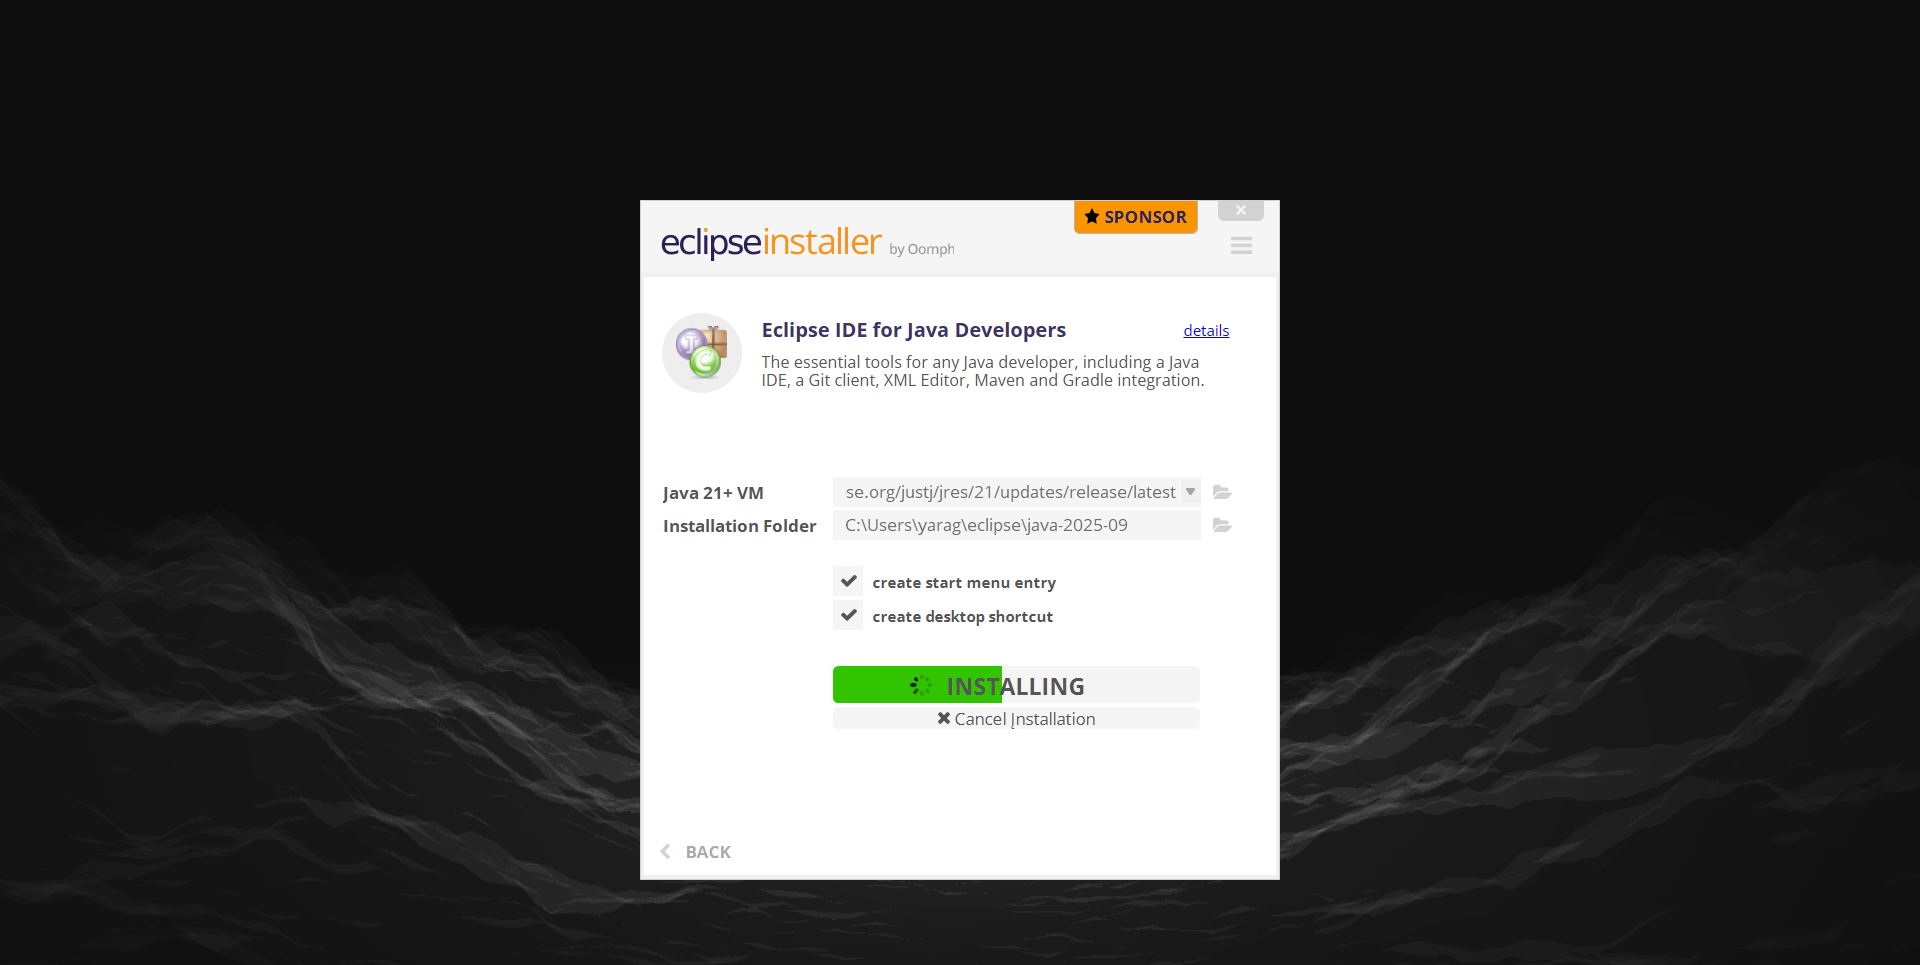 SPONSOR
eclipseinstaller by Oomph
Eclipse IDE for Java Developers
details
The essential tools for any Java developer, including a Java
IDE, a Git client, XML Editor, Maven and Gradle integration.
Java 21+ VM
se.org/justj/jres/21/updates/release/latest
Installation Folder
C:\Users\yarag\eclipse\java-2025-09
create start menu entry
create desktop shortcut
INSTALLING
Cancel Installation
BACK